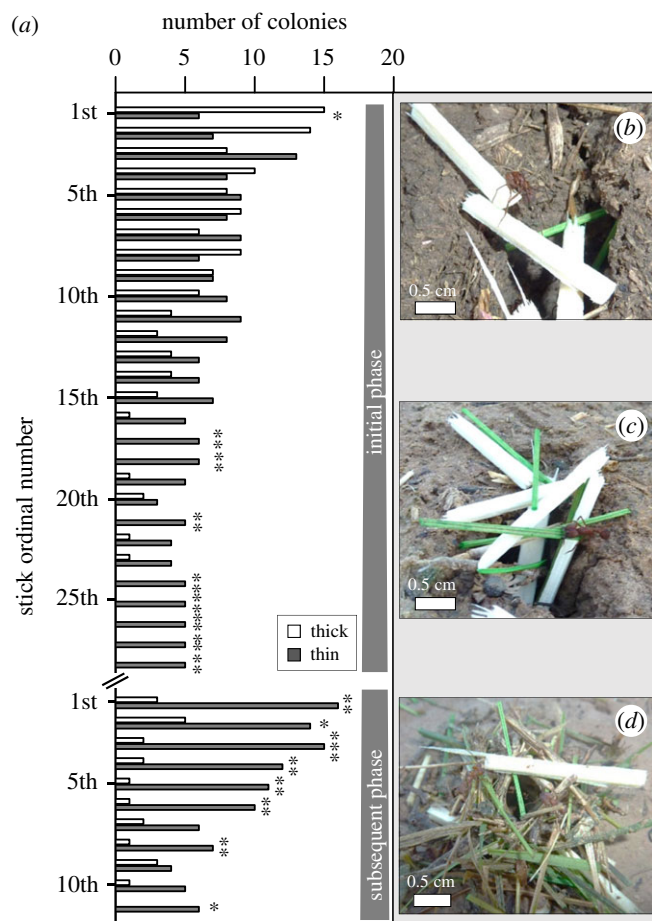 (a)
number of colonies
0 5 10 15 20
stick ordinal number
1st
*
5th
10th
15th
**
**
20th
**
25th
**
**
**
**
**
initial phase
thick
thin
1st
**
*
***
**
5th
**
**
**
10th
*
subsequent phase
(b)
0.5 cm
(c)
0.5 cm
(d)
0.5 cm